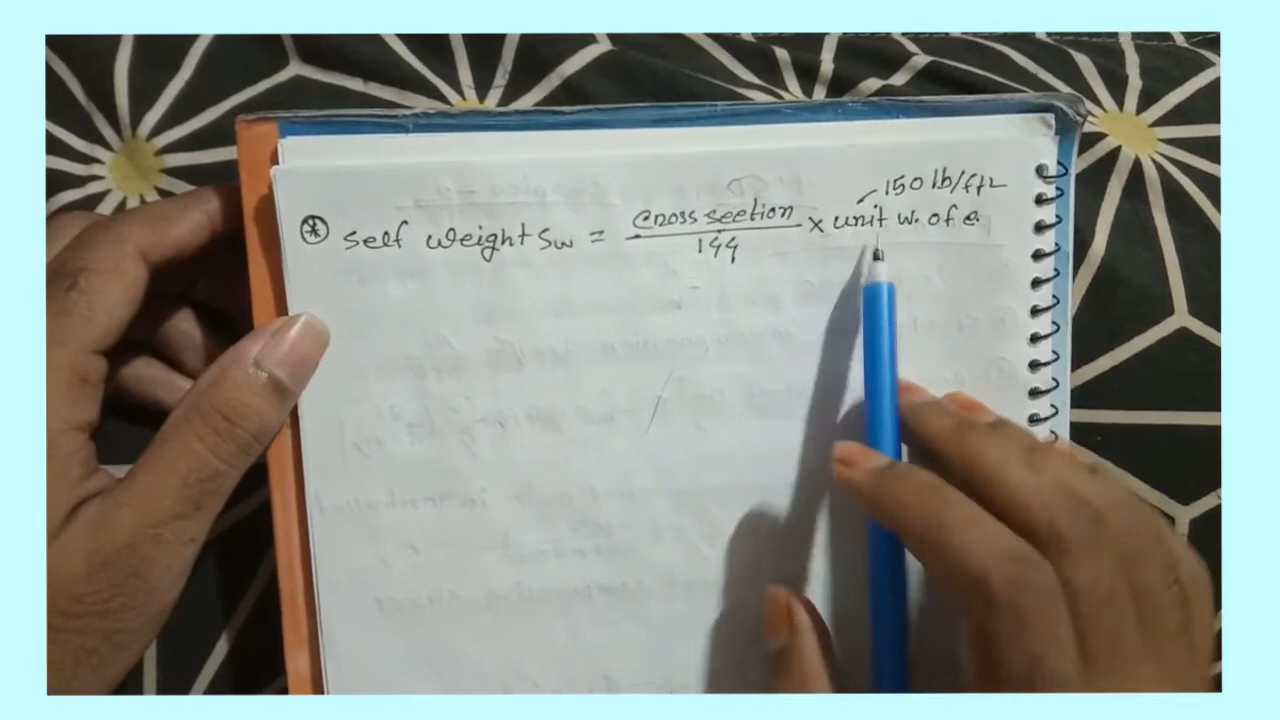 150 lb/ft2
⊛ self weight Sw = Cross section / 144 × unit w. of c.